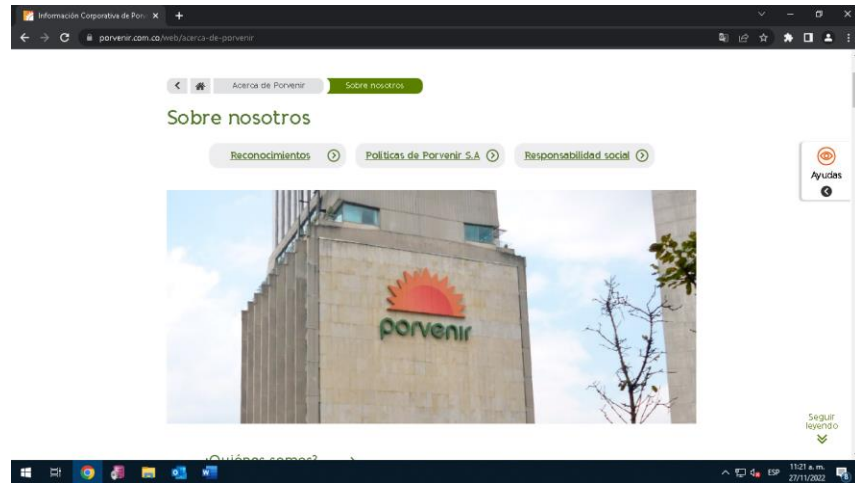 Información Corporativa de Porv
porvenir.com.co/web/acerca-de-porvenir
Acerca de Porvenir
Sobre nosotros
Sobre nosotros
Reconocimientos
Políticas de Porvenir S.A
Responsabilidad social
Ayudas
porvenir
Seguir
leyendo
¿Quiénes somos?
ESP
11:21 a. m.
27/11/2022